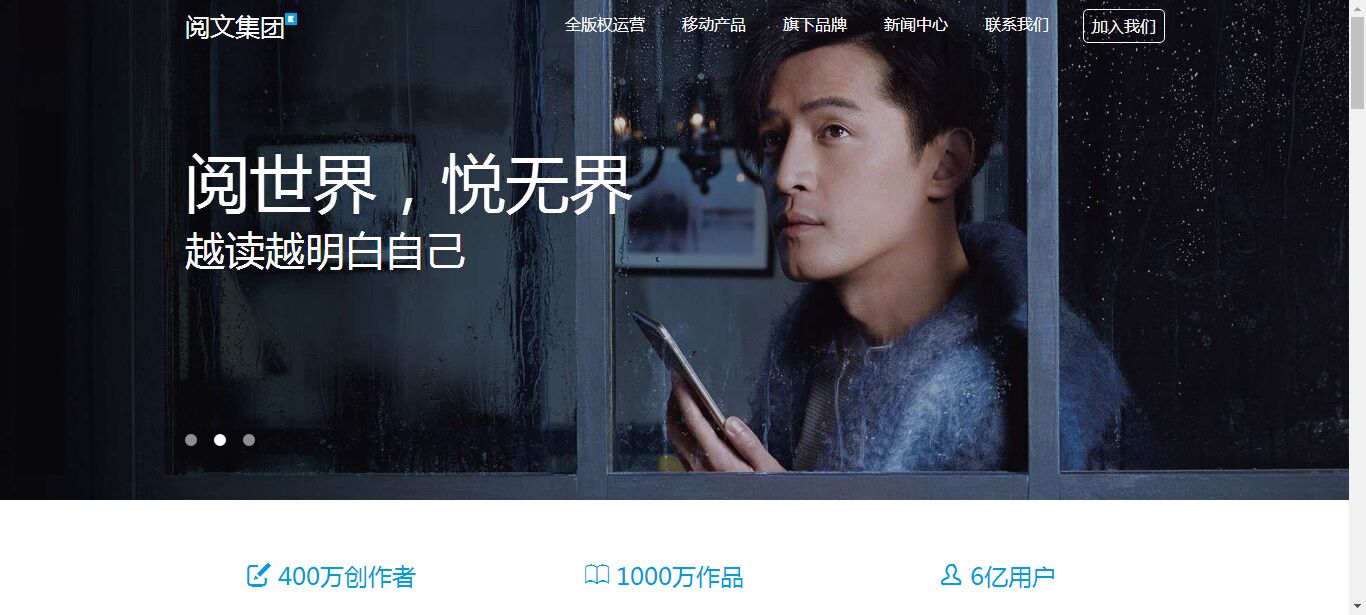 阅文集团
全版权运营 移动产品 旗下品牌 新闻中心 联系我们 加入我们
阅世界，悦无界
越读越明白自己
400万创作者 1000万作品 6亿用户